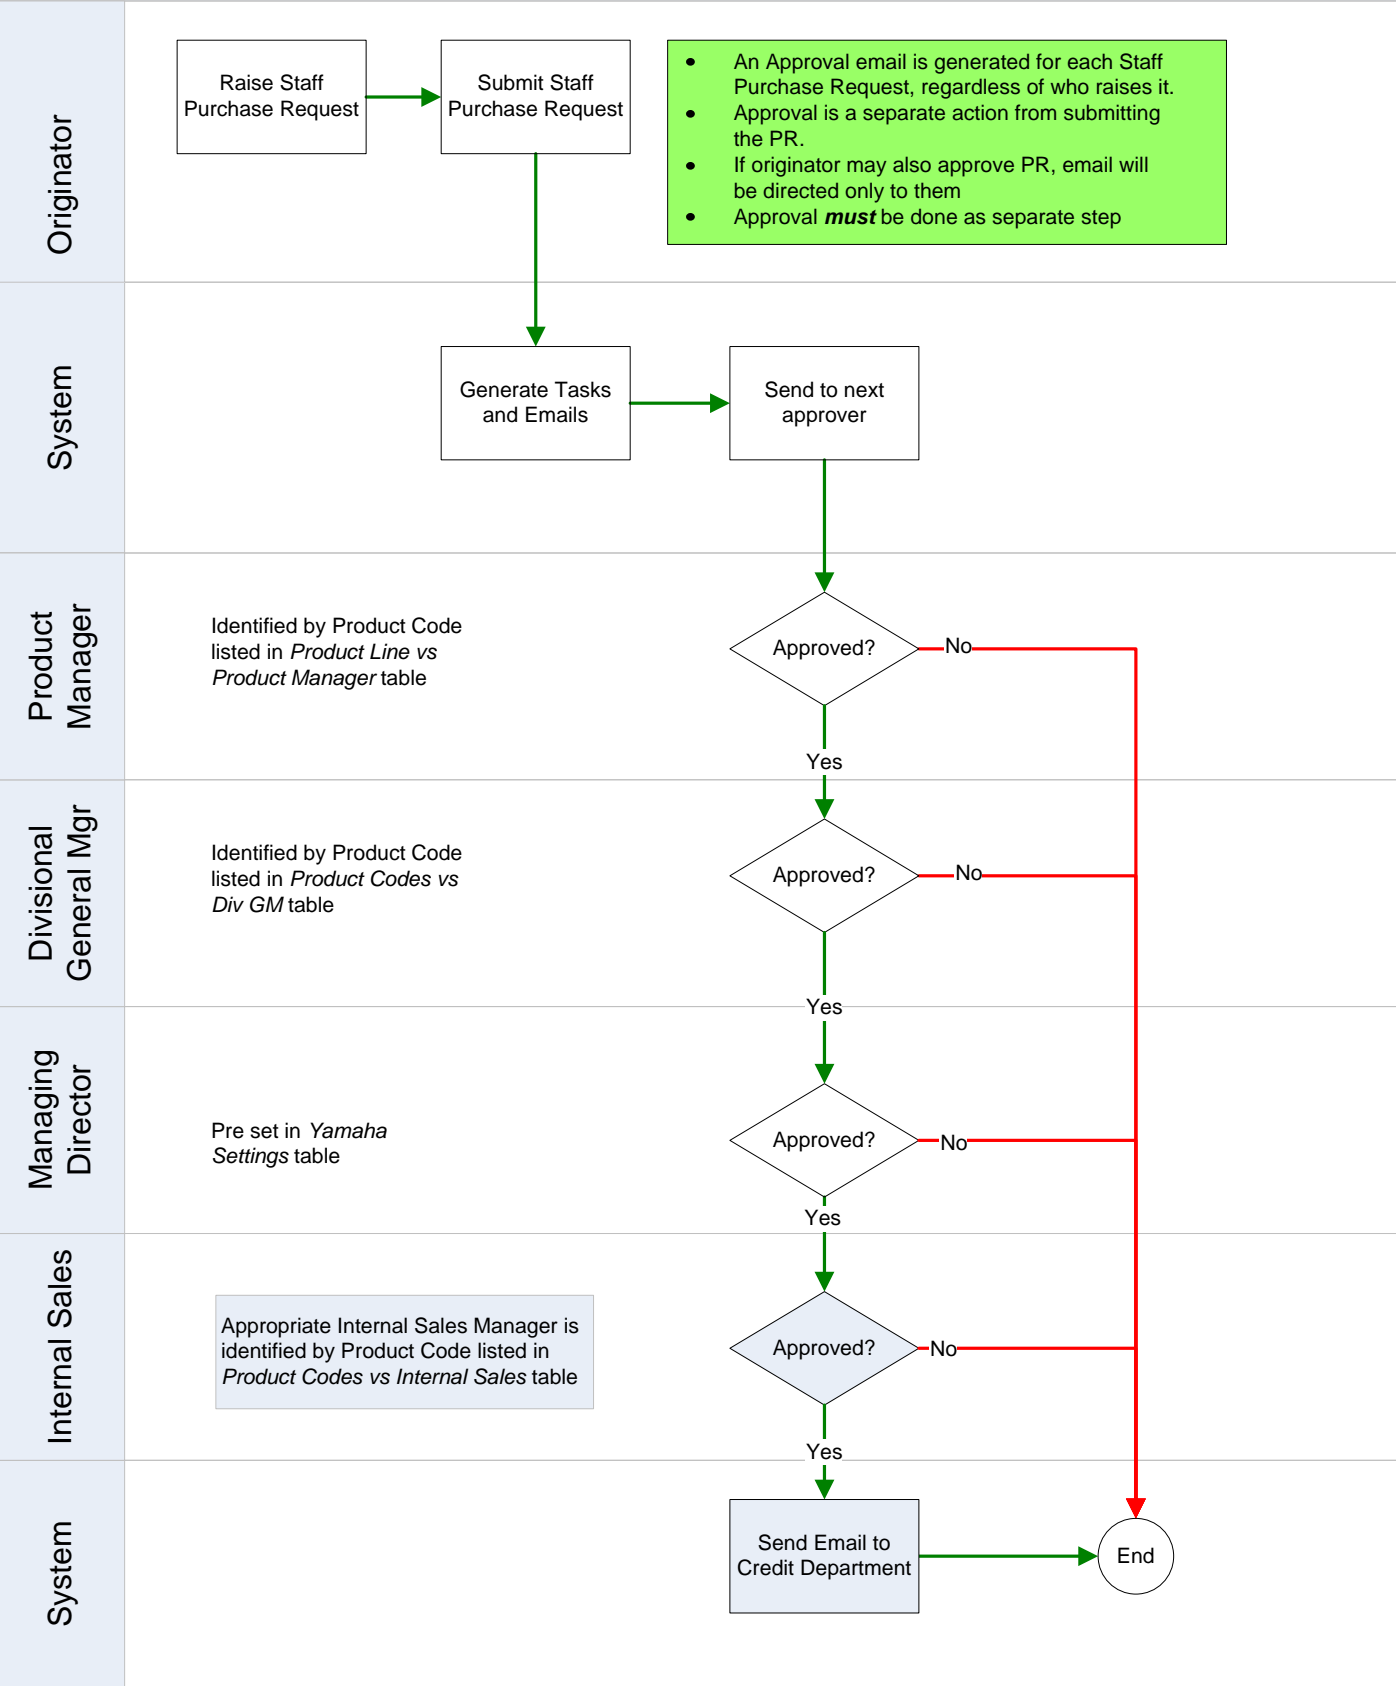 Originator
Raise Staff
Purchase Request
Submit Staff
Purchase Request
• An Approval email is generated for each Staff
Purchase Request, regardless of who raises it.
• Approval is a separate action from submitting
the PR.
• If originator may also approve PR, email will
be directed only to them
• Approval must be done as separate step
System
Generate Tasks
and Emails
Send to next
approver
Product
Manager
Identified by Product Code
listed in Product Line vs
Product Manager table
Approved?
No
Yes
Divisional
General Mgr
Identified by Product Code
listed in Product Codes vs
Div GM table
Approved?
No
Yes
Managing
Director
Pre set in Yamaha
Settings table
Approved?
No
Yes
Internal Sales
Appropriate Internal Sales Manager is
identified by Product Code listed in
Product Codes vs Internal Sales table
Approved?
No
Yes
System
Send Email to
Credit Department
End